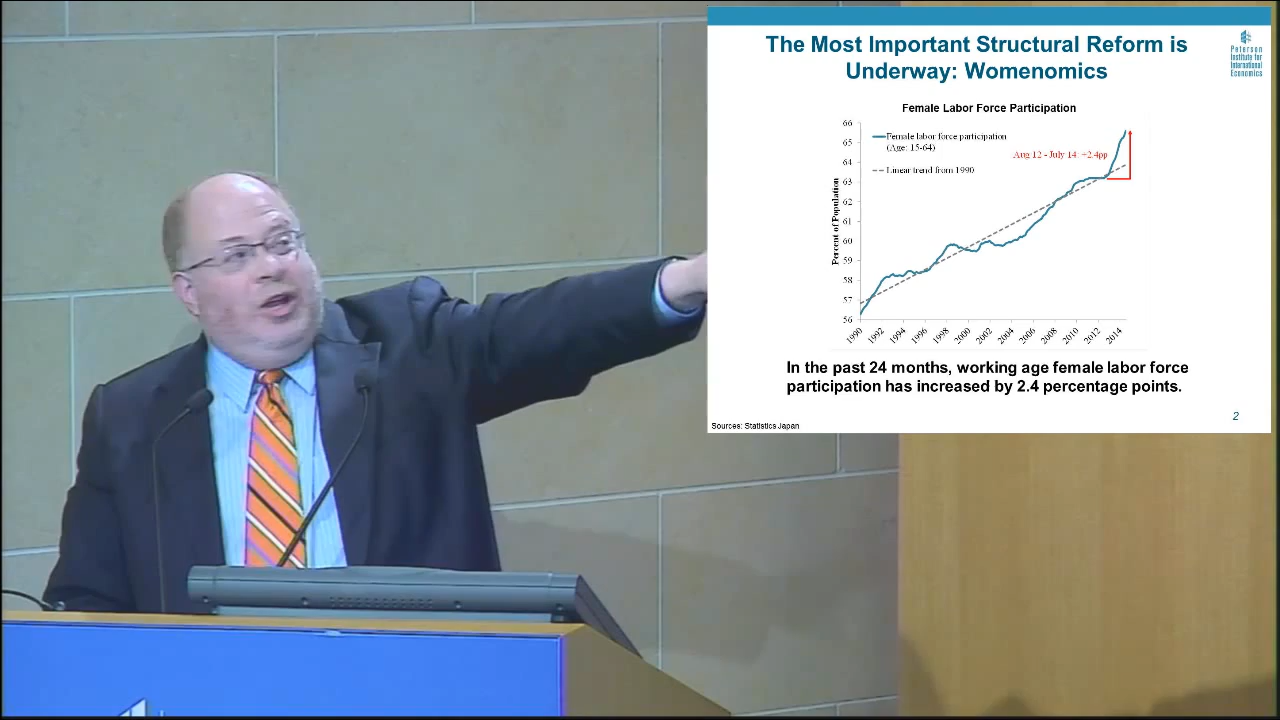 The Most Important Structural Reform is
Underway: Womenomics
Peterson
Institute for
International
Economics
Female Labor Force Participation
66
65
64
63
62
61
60
59
58
57
56
Percent of Population
Female labor force participation
(Age: 15-64)
Linear trend from 1990
Aug 12 - July 14: +2.4pp
1990
1992
1994
1996
1998
2000
2002
2004
2006
2008
2010
2012
2014
In the past 24 months, working age female labor force
participation has increased by 2.4 percentage points.
2
Sources: Statistics Japan